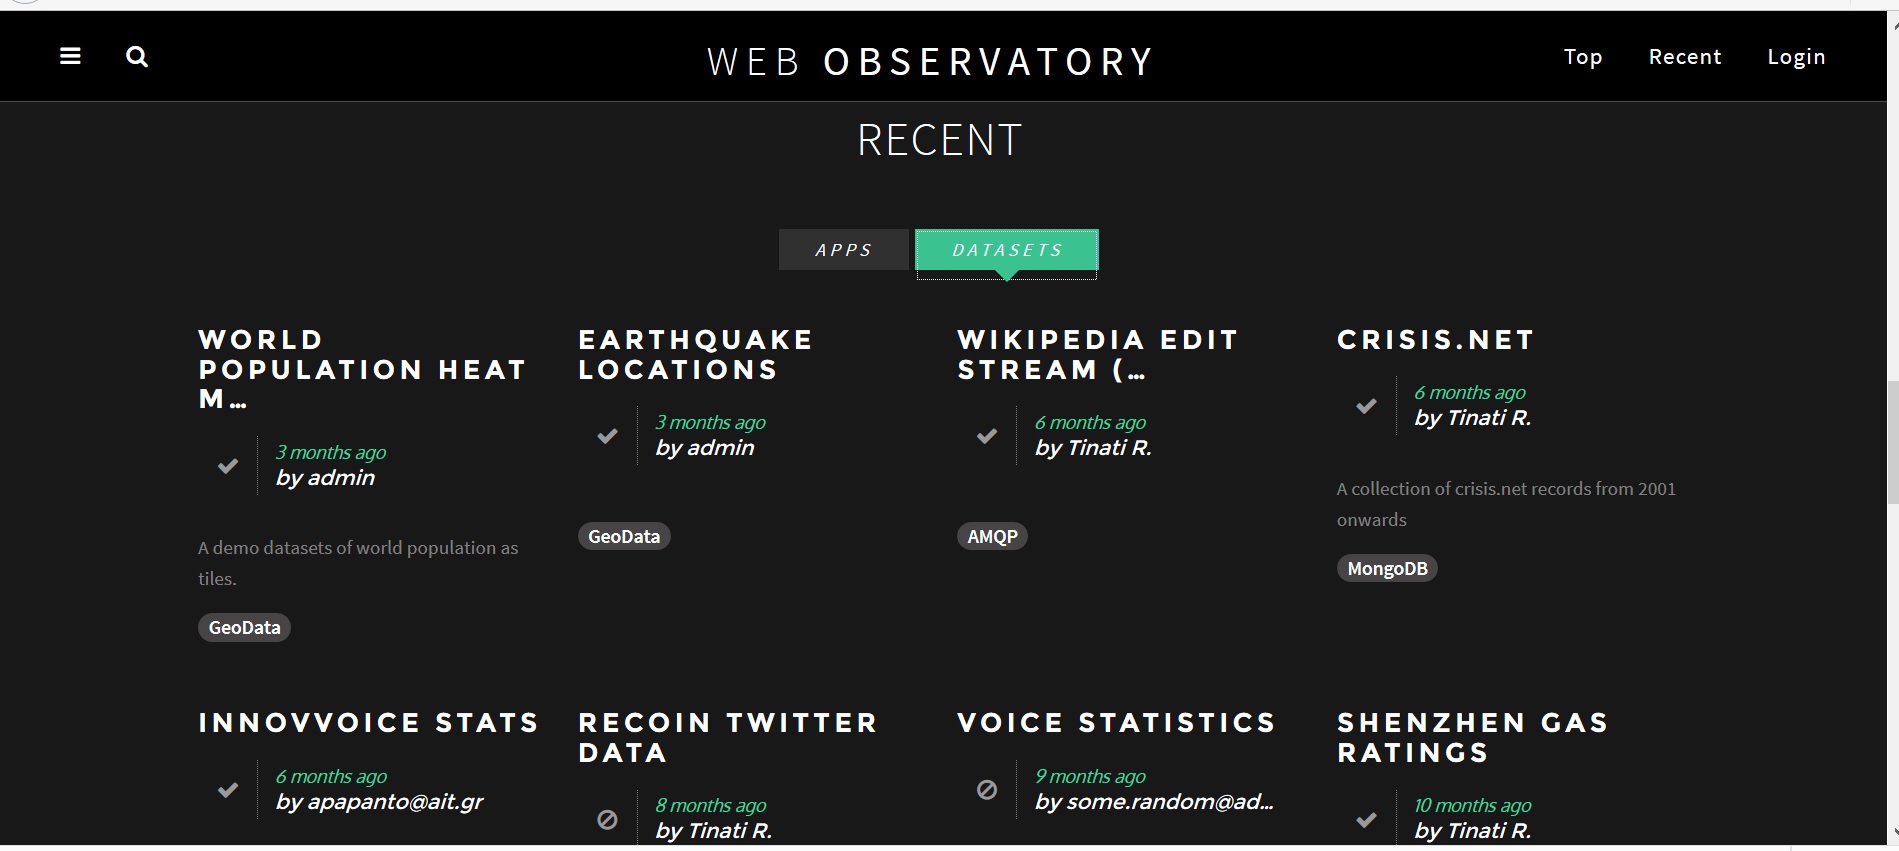 WEB OBSERVATORY
Top Recent Login
RECENT
APPS DATASETS
WORLD
POPULATION HEAT
M...
3 months ago
by admin
A demo datasets of world population as
tiles.
GeoData
EARTHQUAKE
LOCATIONS
3 months ago
by admin
GeoData
WIKIPEDIA EDIT
STREAM (...
6 months ago
by Tinati R.
AMQP
CRISIS.NET
6 months ago
by Tinati R.
A collection of crisis.net records from 2001
onwards
MongoDB
INNOVVOICE STATS
6 months ago
by apapanto@ait.gr
RECOIN TWITTER
DATA
8 months ago
by Tinati R.
VOICE STATISTICS
9 months ago
by some.random@ad...
SHENZHEN GAS
RATINGS
10 months ago
by Tinati R.